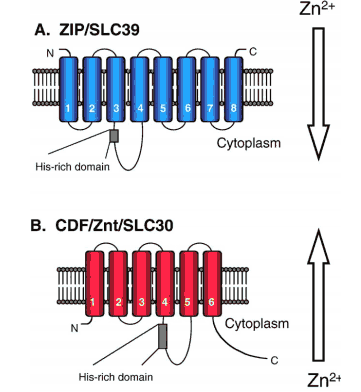 Zn2+
A. ZIP/SLC39
N
C
1 2 3 4 5 6 7 8
Cytoplasm
His-rich domain
B. CDF/Znt/SLC30
1 2 3 4 5 6
N
Cytoplasm
C
His-rich domain
Zn2+